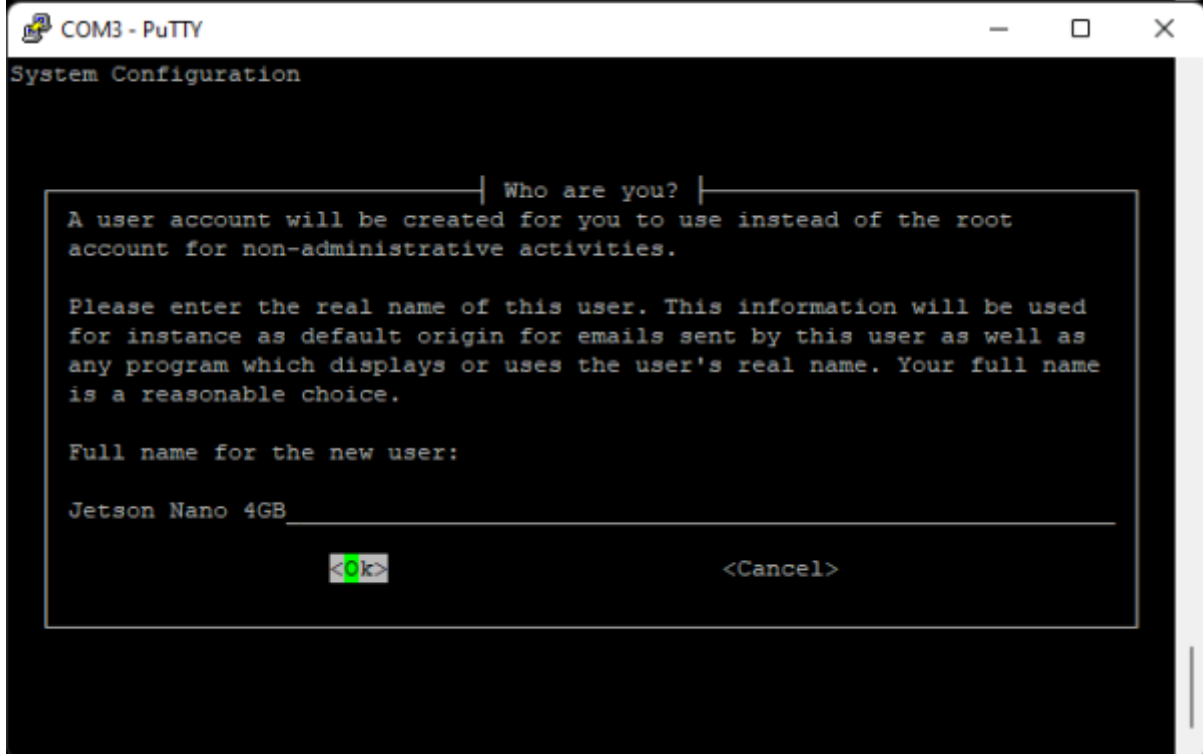 COM3 - PuTTY
System Configuration
Who are you?
A user account will be created for you to use instead of the root
account for non-administrative activities.
Please enter the real name of this user. This information will be used
for instance as default origin for emails sent by this user as well as
any program which displays or uses the user's real name. Your full name
is a reasonable choice.
Full name for the new user:
Jetson Nano 4GB
<Ok> <Cancel>